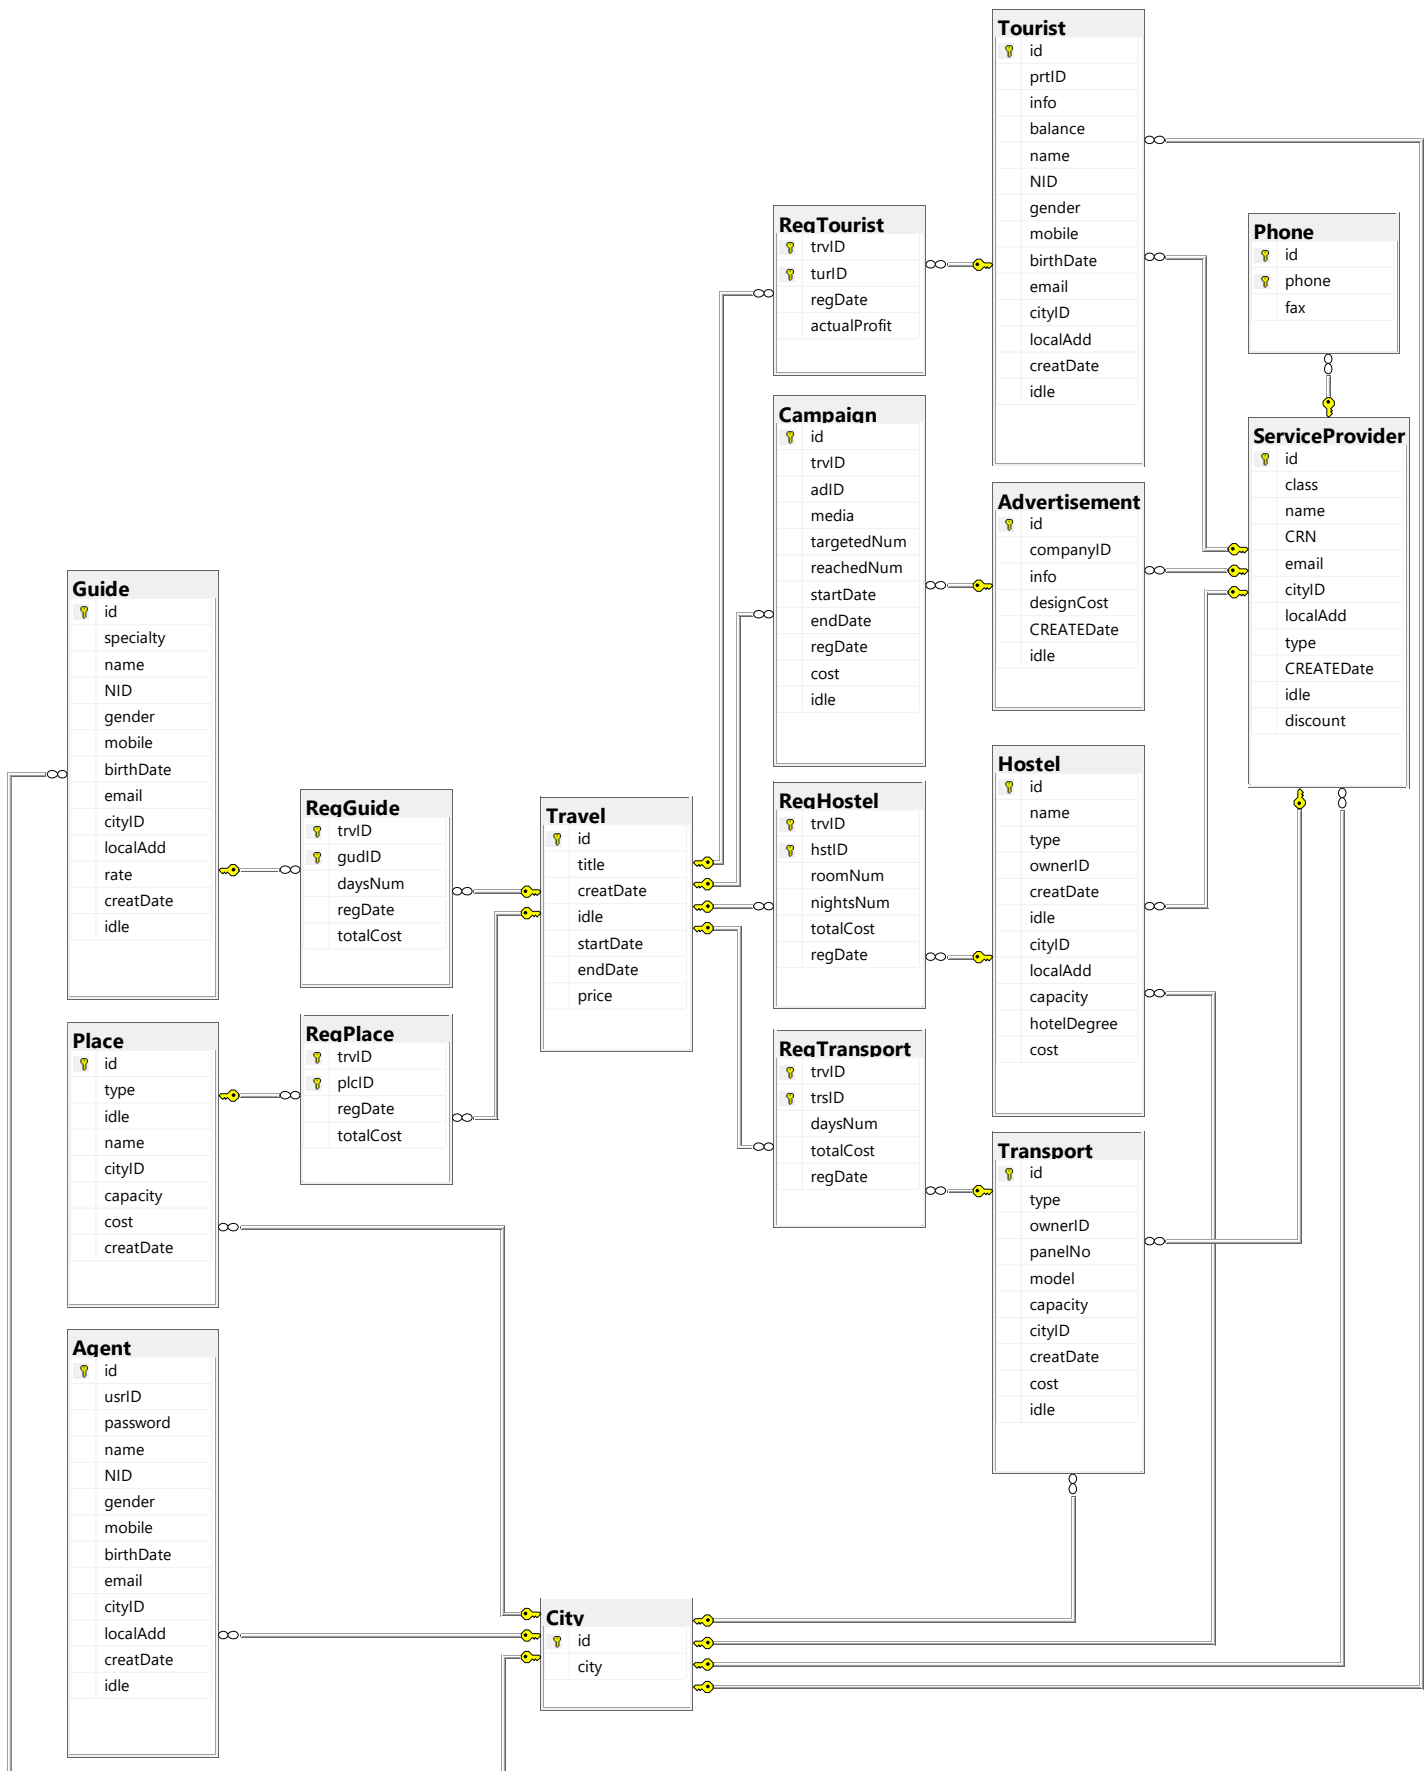 Tourist
id
prtID
info
balance
name
NID
gender
mobile
birthDate
email
cityID
localAdd
creatDate
idle
RegTourist
trvID
turID
regDate
actualProfit
Phone
id
phone
fax
Campaign
id
trvID
adID
media
targetedNum
reachedNum
startDate
endDate
regDate
cost
idle
Advertisement
id
companyID
info
designCost
CREATEDate
idle
ServiceProvider
id
class
name
CRN
email
cityID
localAdd
type
CREATEDate
idle
discount
Guide
id
specialty
name
NID
gender
mobile
birthDate
email
cityID
localAdd
rate
creatDate
idle
RegGuide
trvID
gudID
daysNum
regDate
totalCost
Travel
id
title
creatDate
idle
startDate
endDate
price
RegHostel
trvID
hstID
roomNum
nightsNum
totalCost
regDate
Hostel
id
name
type
ownerID
creatDate
idle
cityID
localAdd
capacity
hotelDegree
cost
Place
id
type
idle
name
cityID
capacity
cost
creatDate
RegPlace
trvID
plcID
regDate
totalCost
RegTransport
trvID
trsID
daysNum
totalCost
regDate
Transport
id
type
ownerID
panelNo
model
capacity
cityID
creatDate
cost
idle
Agent
id
usrID
password
name
NID
gender
mobile
birthDate
email
cityID
localAdd
creatDate
idle
City
id
city